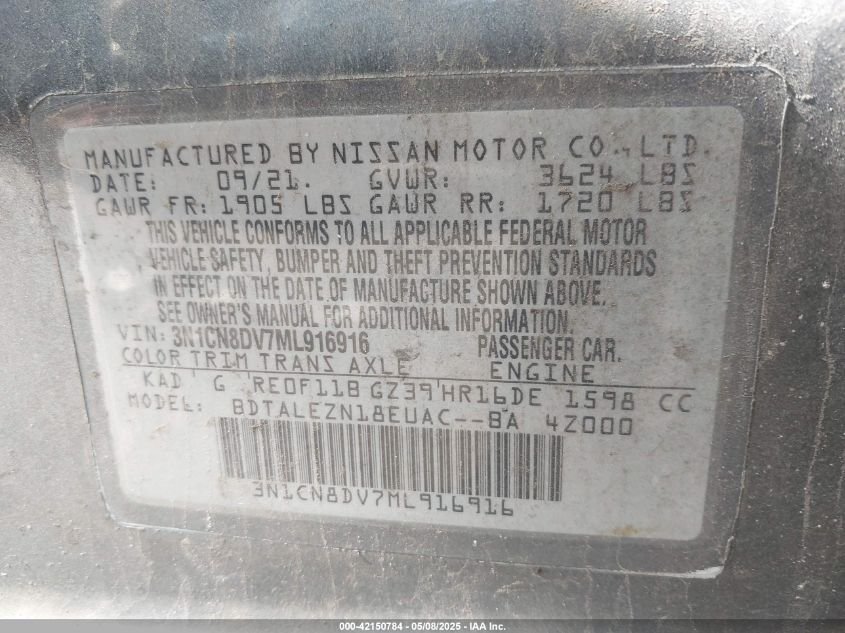 MANUFACTURED BY NISSAN MOTOR CO., LTD.
DATE: 09/21. GVWR: 3624 LBS
GAWR FR: 1905 LBS GAWR RR: 1720 LBS
THIS VEHICLE CONFORMS TO ALL APPLICABLE FEDERAL MOTOR
VEHICLE SAFETY, BUMPER AND THEFT PREVENTION STANDARDS
IN EFFECT ON THE DATE OF MANUFACTURE SHOWN ABOVE.
SEE OWNER'S MANUAL FOR ADDITIONAL INFORMATION.
VIN: 3N1CN8DV7ML916916 PASSENGER CAR.
COLOR TRIM TRANS AXLE ENGINE
KAD G RE0F11B GZ39 HR16DE 1598 CC
MODEL BDTALEZN18EUAC--BA 4Z000
3N1CN8DV7ML916916
000-42150784 - 05/08/2025 - IAA Inc.